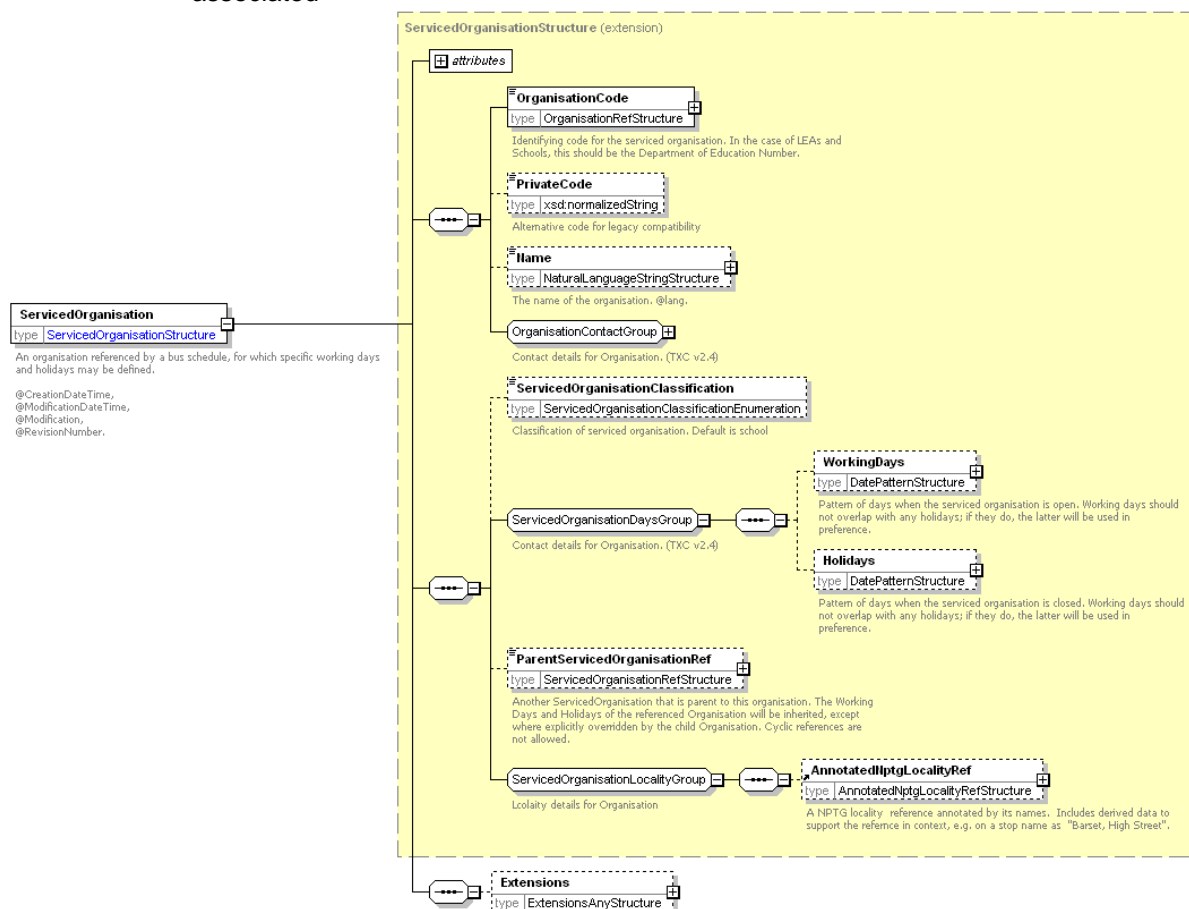 associated
ServicedOrganisationStructure (extension)
attributes
OrganisationCode
type OrganisationRefStructure
Identifying code for the serviced organisation. In the case of LEAs and
Schools, this should be the Department of Education Number.
PrivateCode
type xsd:normalizedString
Alternative code for legacy compatibility
Name
type NaturalLanguageStringStructure
The name of the organisation. @lang.
OrganisationContactGroup
Contact details for Organisation. (TXC v2.4)
ServicedOrganisation
type ServicedOrganisationStructure
An organisation referenced by a bus schedule, for which specific working days
and holidays may be defined.
@CreationDateTime,
@ModificationDateTime,
@Modification,
@RevisionNumber.
ServicedOrganisationClassification
type ServicedOrganisationClassificationEnumeration
Classification of serviced organisation. Default is school
WorkingDays
type DatePatternStructure
Pattern of days when the serviced organisation is open. Working days should
not overlap with any holidays; if they do, the latter will be used in
preference.
ServicedOrganisationDaysGroup
Contact details for Organisation. (TXC v2.4)
Holidays
type DatePatternStructure
Pattern of days when the serviced organisation is closed. Working days should
not overlap with any holidays; if they do, the latter will be used in
preference.
ParentServicedOrganisationRef
type ServicedOrganisationRefStructure
Another ServicedOrganisation that is parent to this organisation. The Working
Days and Holidays of the referenced Organisation will be inherited, except
where explicitly overridden by the child Organisation. Cyclic references are
not allowed.
ServicedOrganisationLocalityGroup
Lcolaity details for Organisation
AnnotatedNptgLocalityRef
type AnnotatedNptgLocalityRefStructure
A NPTG locality reference annotated by its names. Includes derived data to
support the refernce in context, e.g. on a stop name as "Barset, High Street".
Extensions
type ExtensionsAnyStructure